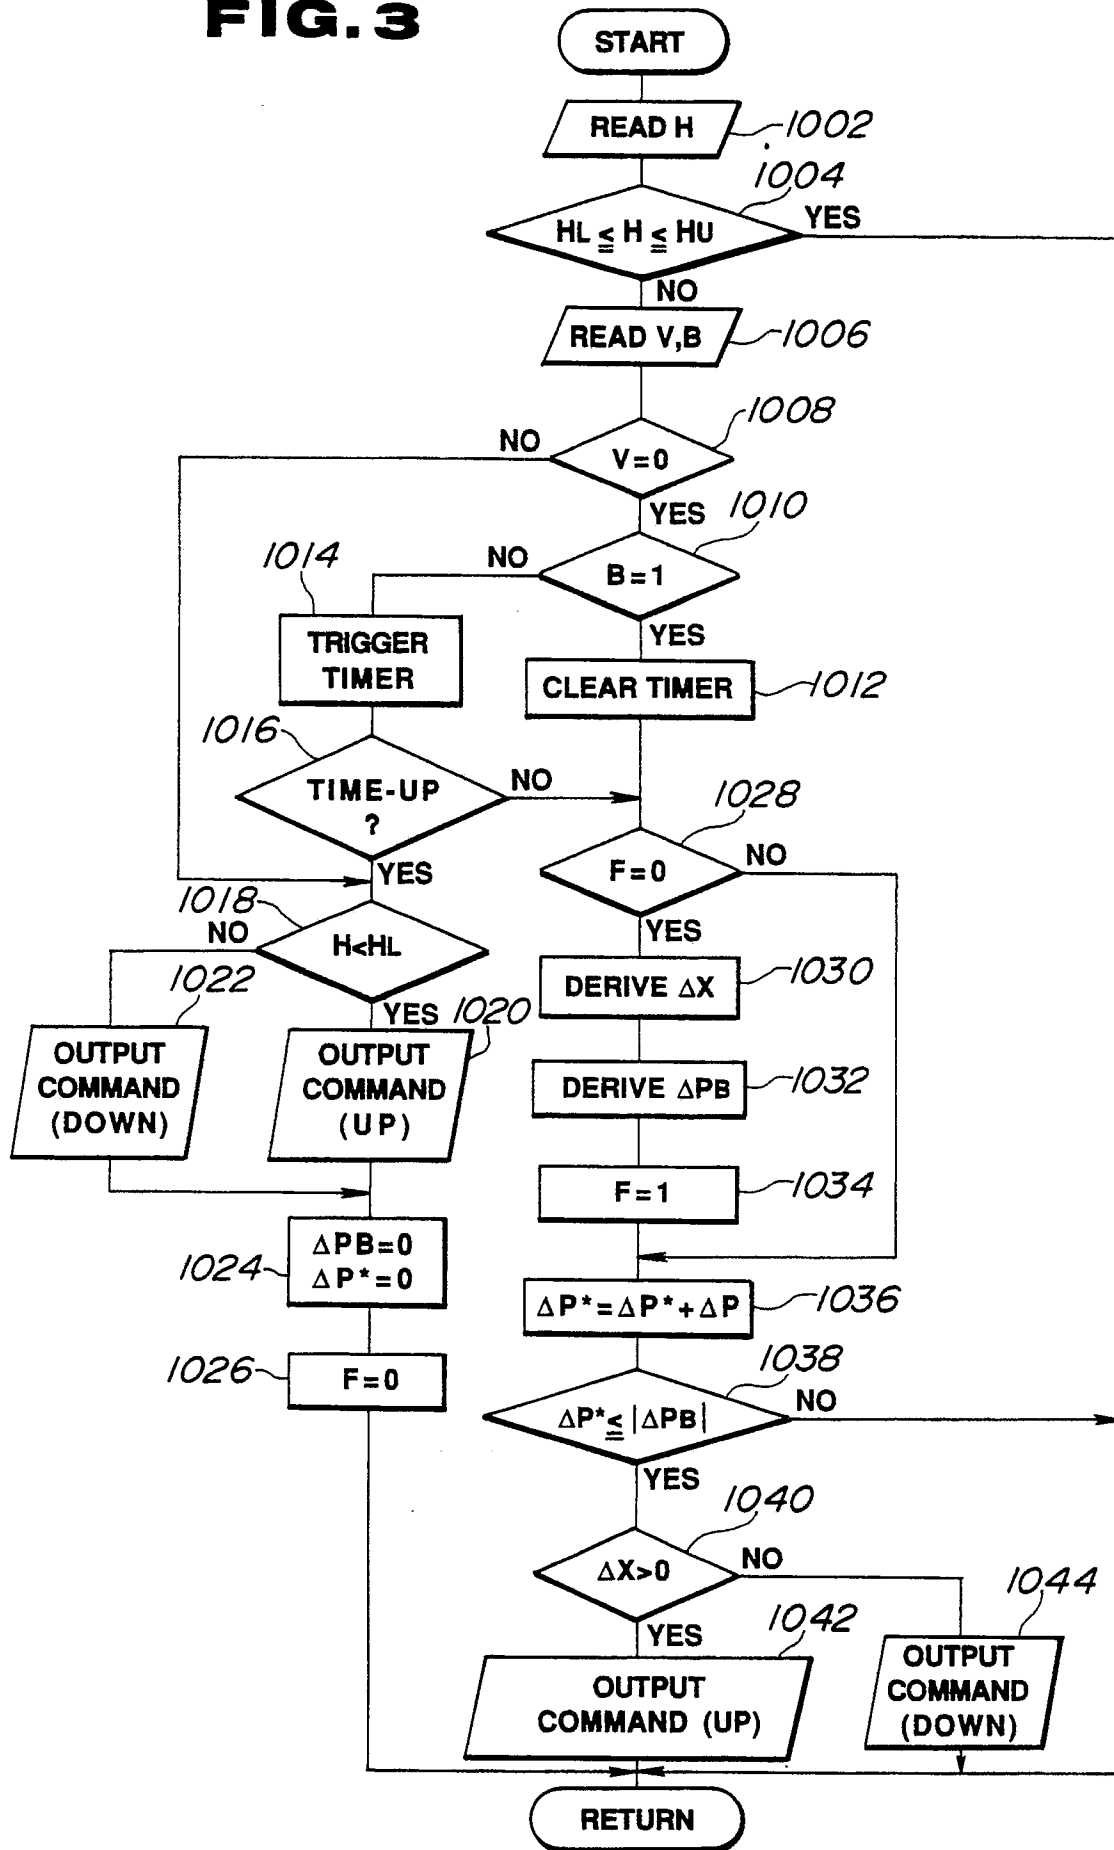 FIG. 3
START
READ H
1002
1004
HL ≦ H ≦ HU
YES
NO
READ V,B
1006
1008
NO
V=0
YES
1010
1014
NO
B=1
YES
TRIGGER
TIMER
CLEAR TIMER
1012
1016
TIME-UP
?
NO
YES
1028
F=0
NO
YES
1018
NO
H<HL
YES
1030
DERIVE ΔX
1022
1020
OUTPUT
COMMAND
(DOWN)
OUTPUT
COMMAND
(UP)
DERIVE ΔPB
1032
F=1
1034
1024
ΔPB=0
ΔP*=0
ΔP*=ΔP*+ΔP
1036
1026
F=0
1038
ΔP*≦|ΔPB|
NO
YES
1040
ΔX>0
NO
YES
1042
1044
OUTPUT
COMMAND (UP)
OUTPUT
COMMAND
(DOWN)
RETURN